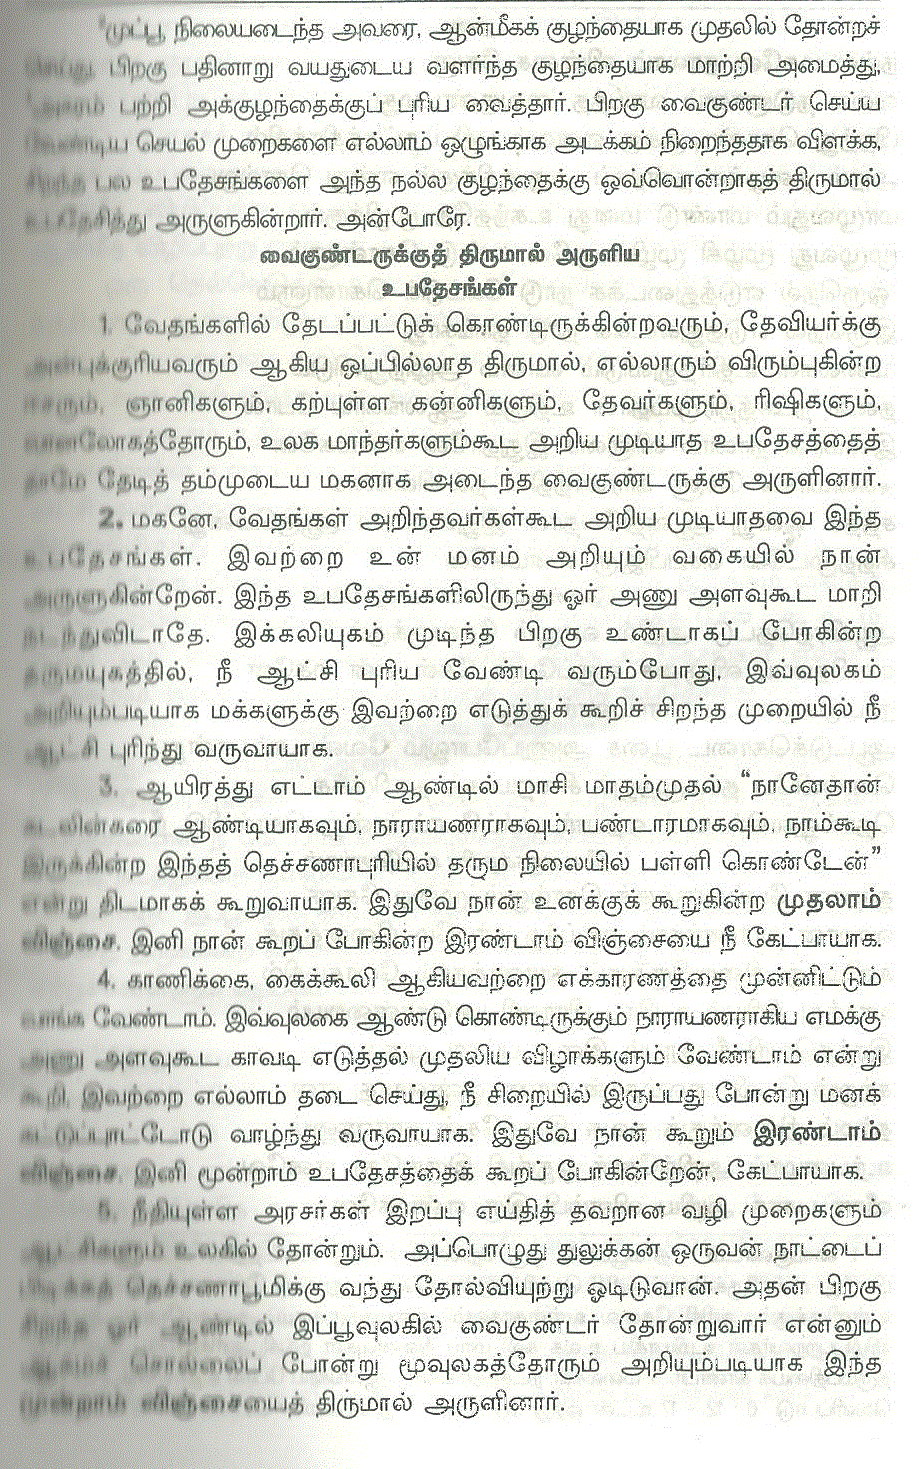 முப்பூ நிலையடைந்த அவரை, ஆன்மீகக் குழந்தையாக முதலில் தோன்றச்
செய்து பிறகு பதினாறு வயதுடைய வளர்ந்த குழந்தையாக மாற்றி அமைத்து,
பற்றி அக்குழந்தைக்குப் புரிய வைத்தார். பிறகு வைகுண்டர் செய்ய
வேண்டிய செயல் முறைகளை எல்லாம் ஒழுங்காக அடக்கம் நிறைந்ததாக விளக்க,
சிறந்த பல உபதேசங்களை அந்த நல்ல குழந்தைக்கு ஒவ்வொன்றாகத் திருமால்
உபதேசித்து அருளுகின்றார். அன்போரே.
வைகுண்டருக்குத் திருமால் அருளிய
உபதேசங்கள்
1. வேதங்களில் தேடப்பட்டுக் கொண்டிருக்கின்றவரும், தேவியர்க்கு
அன்புக்குரியவரும் ஆகிய ஒப்பில்லாத திருமால், எல்லாரும் விரும்புகின்ற
ஈசரும், ஞானிகளும், கற்புள்ள கன்னிகளும், தேவர்களும், ரிஷிகளும்,
வானலோகத்தோரும், உலக மாந்தர்களும்கூட அறிய முடியாத உபதேசத்தைத்
தாமே தேடித் தம்முடைய மகனாக அடைந்த வைகுண்டருக்கு அருளினார்.
2. மகனே, வேதங்கள் அறிந்தவர்கள்கூட அறிய முடியாதவை இந்த
உபதேசங்கள். இவற்றை உன் மனம் அறியும் வகையில் நான்
அருளுகின்றேன். இந்த உபதேசங்களிலிருந்து ஓர் அணு அளவுகூட மாறி
நடந்துவிடாதே. இக்கலியுகம் முடிந்த பிறகு உண்டாகப் போகின்ற
தருமயுகத்தில், நீ ஆட்சி புரிய வேண்டி வரும்போது, இவ்வுலகம்
அறியும்படியாக மக்களுக்கு இவற்றை எடுத்துக் கூறிச் சிறந்த முறையில் நீ
ஆட்சி புரிந்து வருவாயாக.
3. ஆயிரத்து எட்டாம் ஆண்டில் மாசி மாதம்முதல் “நானேதான்
கடலின்கரை ஆண்டியாகவும், நாராயணராகவும், பண்டாரமாகவும், நாம்கூடி
இருக்கின்ற இந்தத் தெச்சணாபுரியில் தரும நிலையில் பள்ளி கொண்டேன்”
என்று திடமாகக் கூறுவாயாக. இதுவே நான் உனக்குக் கூறுகின்ற முதலாம்
விஞ்சை. இனி நான் கூறப் போகின்ற இரண்டாம் விஞ்சையை நீ கேட்பாயாக.
4. காணிக்கை, கைக்கூலி ஆகியவற்றை எக்காரணத்தை முன்னிட்டும்
வாங்க வேண்டாம். இவ்வுலகை ஆண்டு கொண்டிருக்கும் நாராயணராகிய எமக்கு
அணு அளவுகூட காவடி எடுத்தல் முதலிய விழாக்களும் வேண்டாம் என்று
கூறி, இவற்றை எல்லாம் தடை செய்து, நீ சிறையில் இருப்பது போன்று மனக்
கட்டுப்பாட்டோடு வாழ்ந்து வருவாயாக. இதுவே நான் கூறும் இரண்டாம்
விஞ்சை. இனி மூன்றாம் உபதேசத்தைக் கூறப் போகின்றேன், கேட்பாயாக.
5. நீதியுள்ள அரசர்கள் இறப்பு எய்தித் தவறான வழி முறைகளும்
ஆட்சிகளும் உலகில் தோன்றும். அப்பொழுது துலுக்கன் ஒருவன் நாட்டைப்
பிடிக்கத் தெச்சணாபூமிக்கு வந்து தோல்வியுற்று ஓடிடுவான். அதன் பிறகு
சிறந்த ஓர் ஆண்டில் இப்பூவுலகில் வைகுண்டர் தோன்றுவார் என்னும்
ஆகமச் சொல்லைப் போன்று மூவுலகத்தோரும் அறியும்படியாக இந்த
மூன்றாம் விஞ்சையைத் திருமால் அருளினார்.